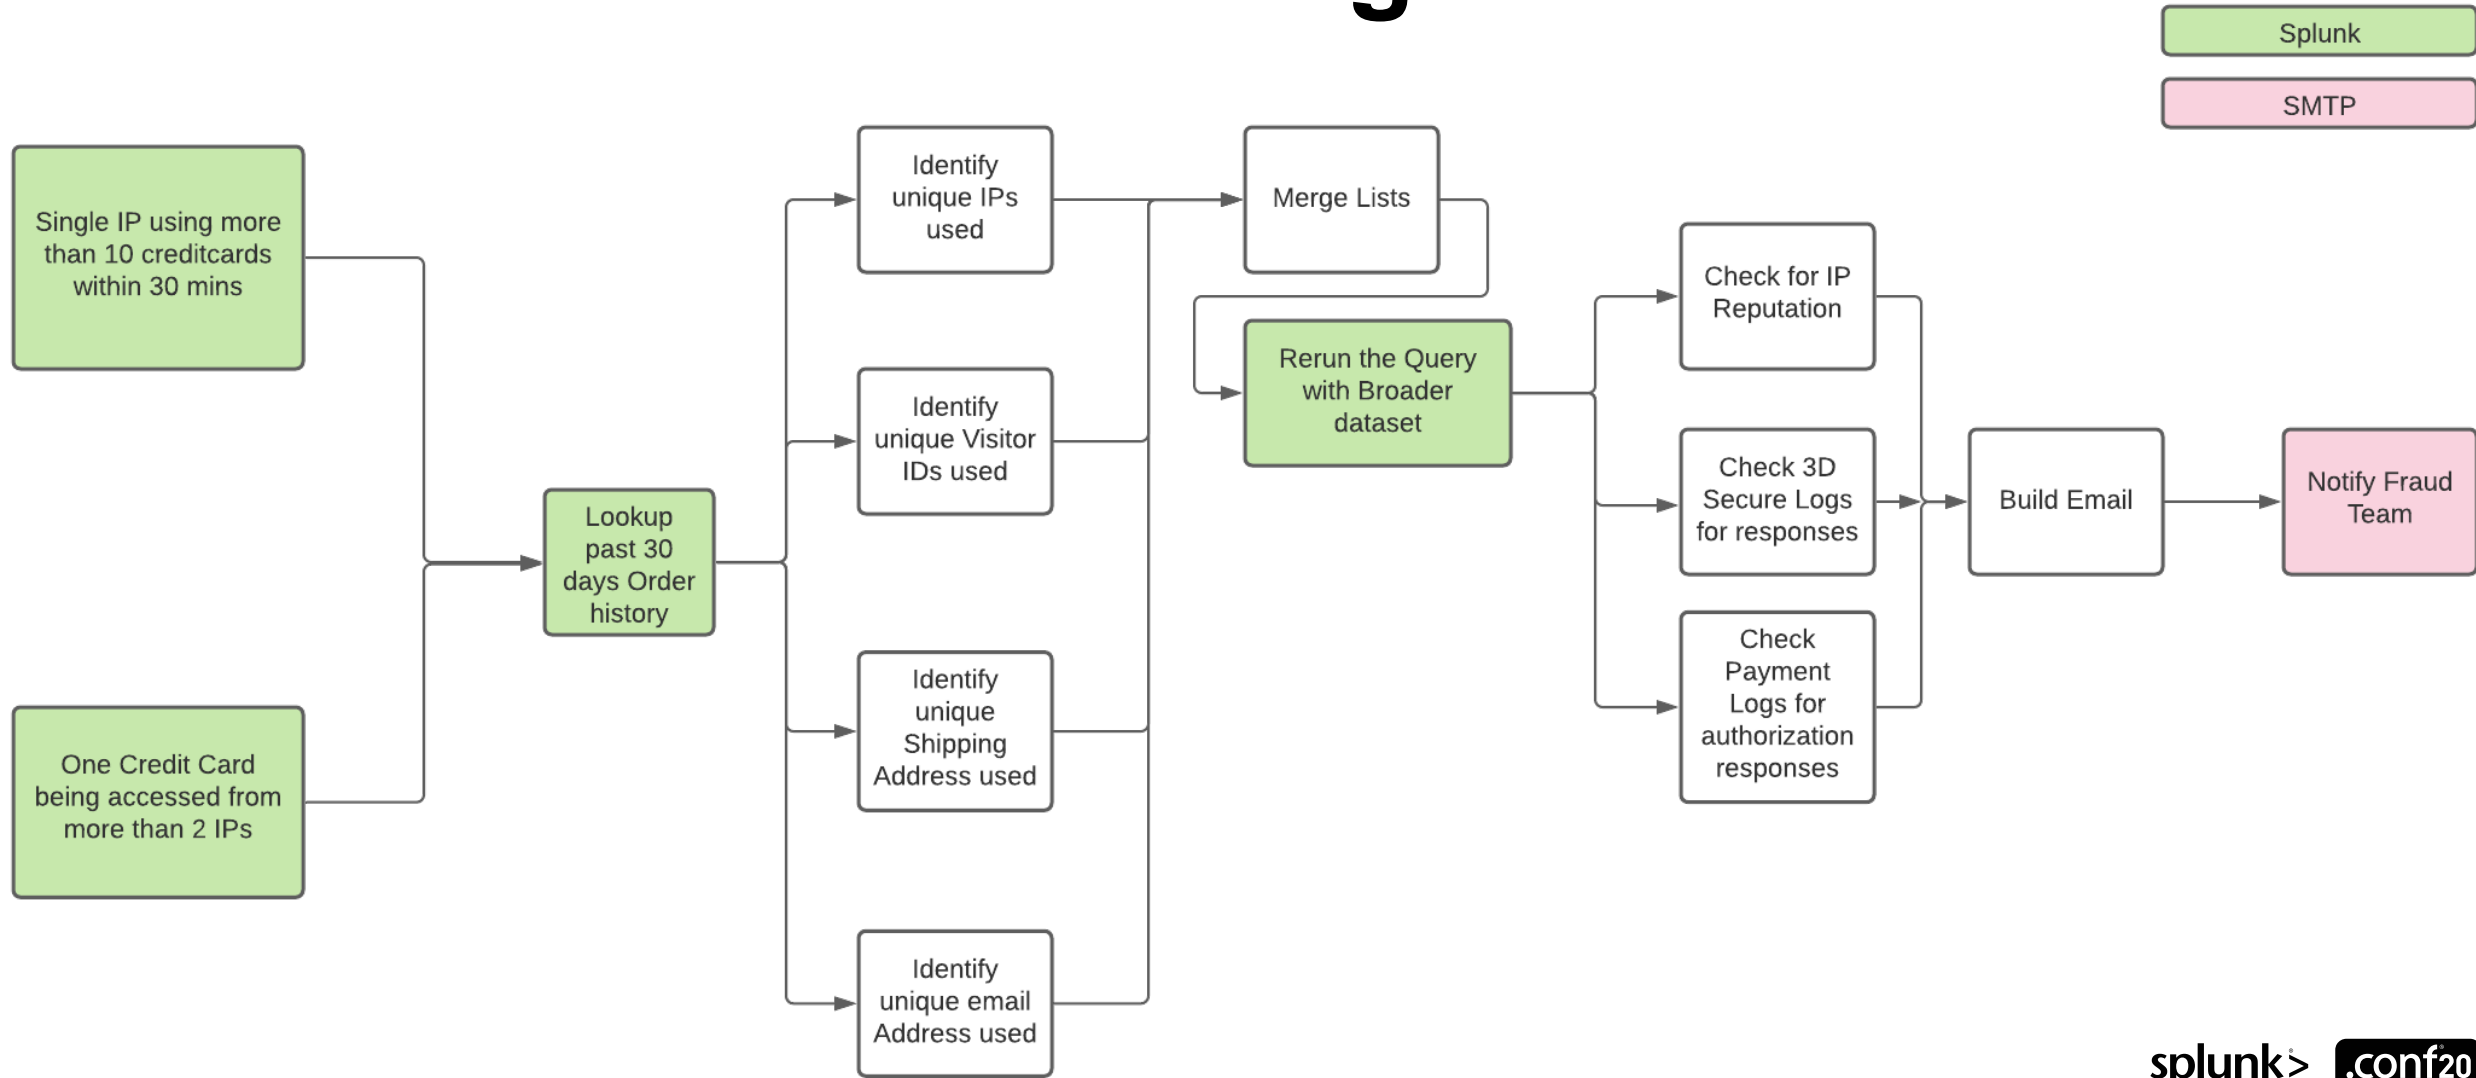 Splunk
SMTP
Single IP using more
than 10 creditcards
within 30 mins
One Credit Card
being accessed from
more than 2 IPs
Lookup
past 30
days Order
history
Identify
unique IPs
used
Identify
unique Visitor
IDs used
Identify
unique
Shipping
Address used
Identify
unique email
Address used
Merge Lists
Rerun the Query
with Broader
dataset
Check for IP
Reputation
Check 3D
Secure Logs
for responses
Check
Payment
Logs for
authorization
responses
Build Email
Notify Fraud
Team
splunk>
.conf20